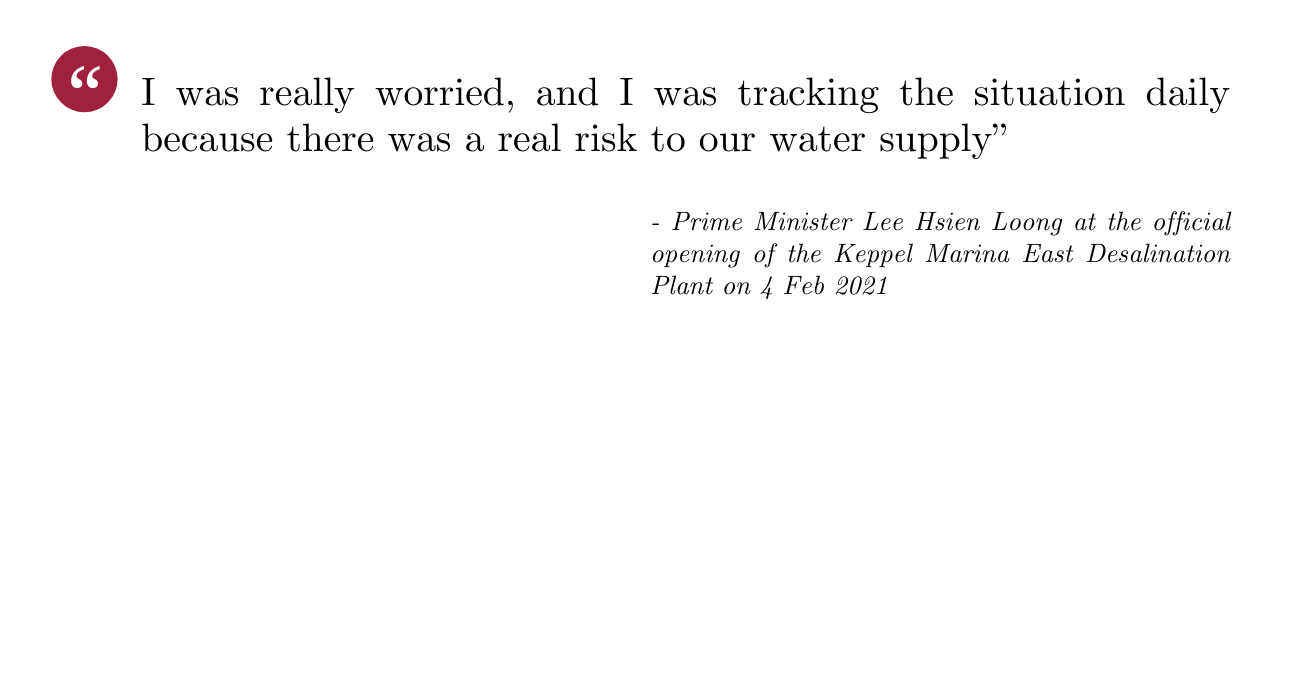 “
I was really worried, and I was tracking the situation daily
because there was a real risk to our water supply”
- Prime Minister Lee Hsien Loong at the official
opening of the Keppel Marina East Desalination
Plant on 4 Feb 2021